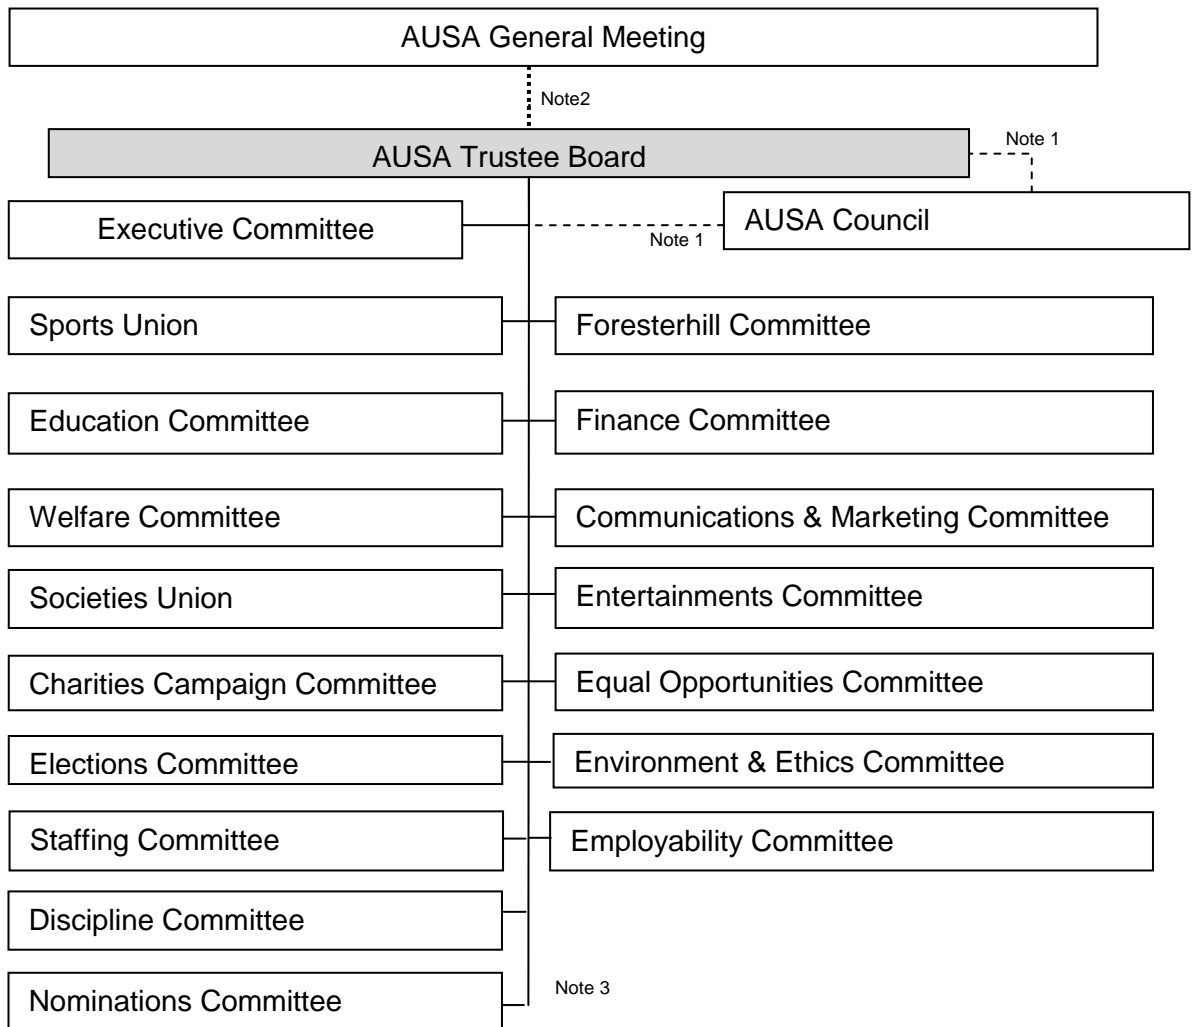 AUSA General Meeting
Note2
AUSA Trustee Board
Note 1
Executive Committee
Note 1
AUSA Council
Sports Union
Foresterhill Committee
Education Committee
Finance Committee
Welfare Committee
Communications & Marketing Committee
Societies Union
Entertainments Committee
Charities Campaign Committee
Equal Opportunities Committee
Elections Committee
Environment & Ethics Committee
Staffing Committee
Employability Committee
Discipline Committee
Nominations Committee
Note 3